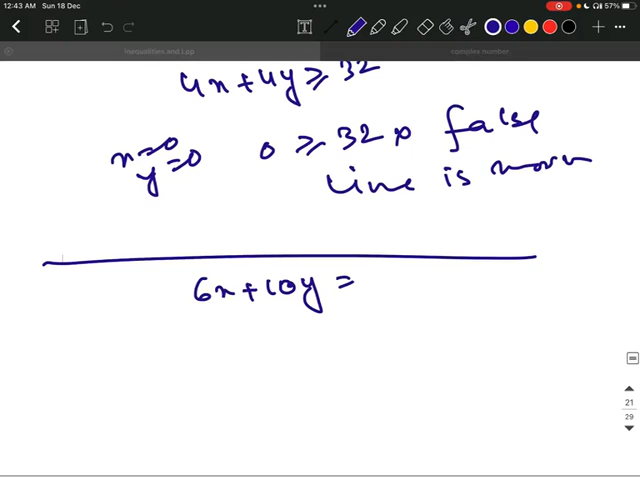 12:43 AM Sun 18 Dec
57%
inequalities and Lpp
complex number
4x+4y≥32
x=0 0≥32 × false
y=0 Line is
6x+10y=
21
29